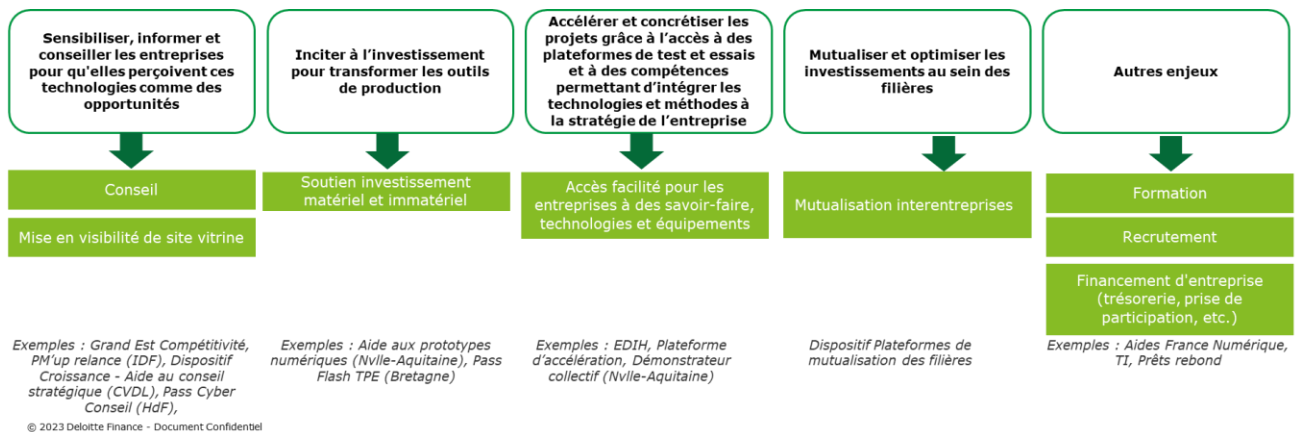 Sensibiliser, informer et
conseiller les entreprises
pour qu'elles perçoivent ces
technologies comme des
opportunités
Conseil
Mise en visibilité de site vitrine
Exemples : Grand Est Compétitivité,
PM'up relance (IDF), Dispositif
Croissance - Aide au conseil
stratégique (CVDL), Pass Cyber
Conseil (HdF),
Inciter à l'investissement
pour transformer les outils
de production
Soutien investissement
matériel et immatériel
Exemples : Aide aux prototypes
numériques (Nvlle-Aquitaine), Pass
Flash TPE (Bretagne)
Accélérer et concrétiser les
projets grâce à l'accès à des
plateformes de test et essais
et à des compétences
permettant d'intégrer les
technologies et méthodes à
la stratégie de l'entreprise
Accès facilité pour les
entreprises à des savoir-faire,
technologies et équipements
Exemples : EDIH, Plateforme
d'accélération, Démonstrateur
collectif (Nvlle-Aquitaine)
Mutualiser et optimiser les
investissements au sein des
filières
Mutualisation interentreprises
Dispositif Plateformes de
mutualisation des filières
Autres enjeux
Formation
Recrutement
Financement d'entreprise
(trésorerie, prise de
participation, etc.)
Exemples : Aides France Numérique,
TI, Prêts rebond
© 2023 Deloitte Finance - Document Confidentiel